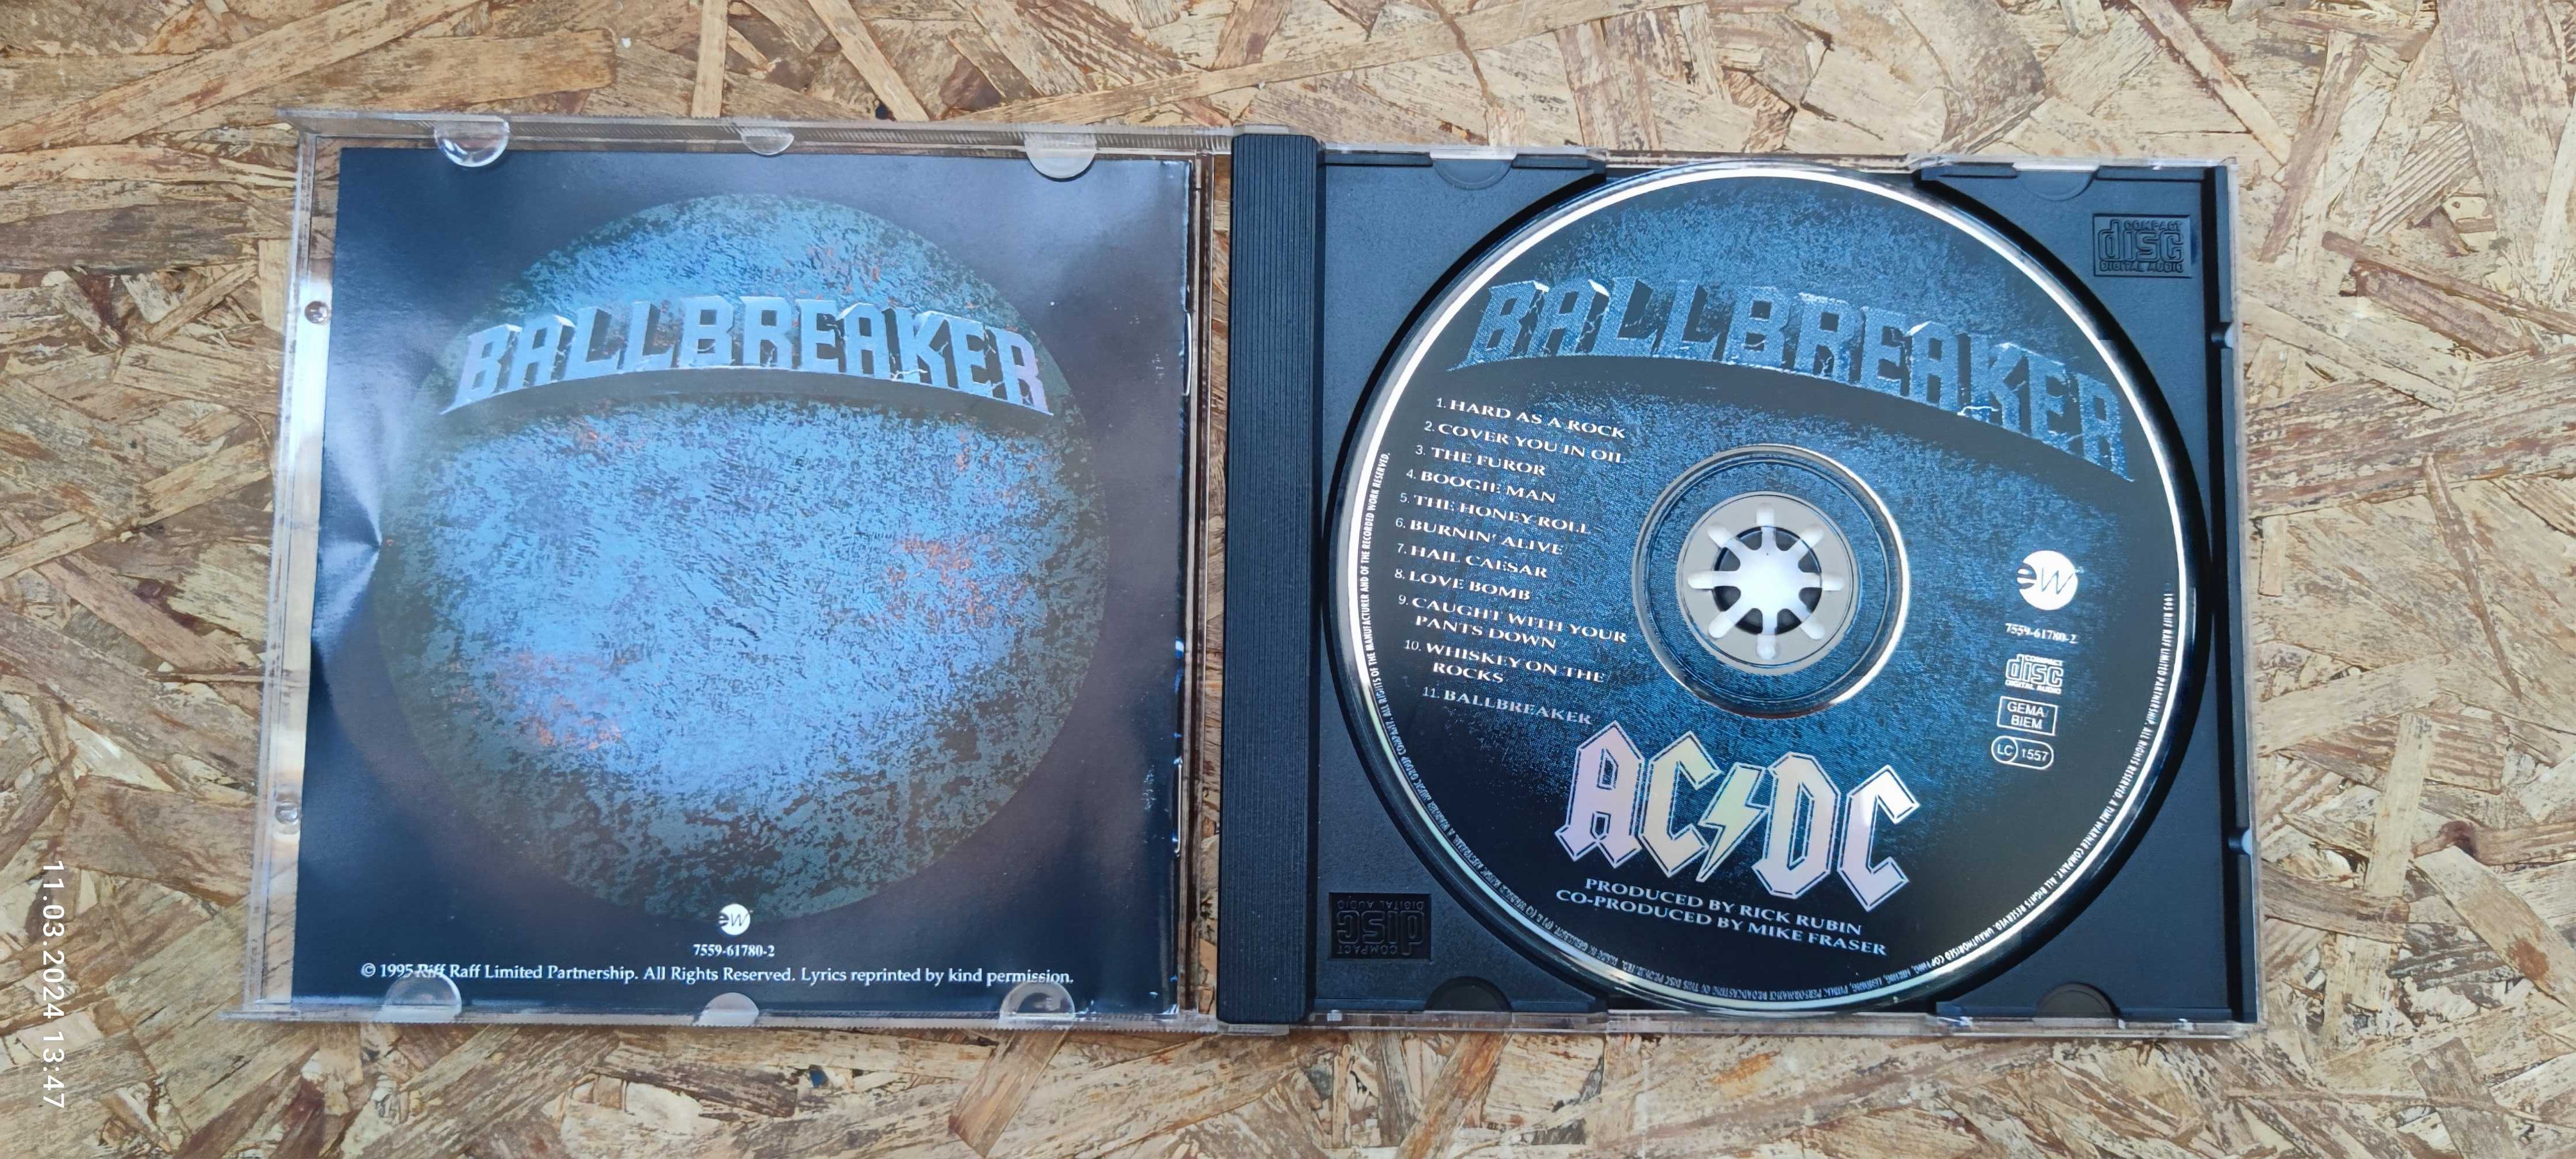 BALLBREAKER
EW
7559-61780-2
© 1995 Riff Raff Limited Partnership. All Rights Reserved. Lyrics reprinted by kind permission.
BALLBREAKER
1. HARD AS A ROCK
2. COVER YOU IN OIL
3. THE FUROR
4. BOOGIE MAN
5. THE HONEY ROLL
6. BURNIN' ALIVE
7. HAIL CAESAR
8. LOVE BOMB
9. CAUGHT WITH YOUR
PANTS DOWN
10. WHISKEY ON THE
ROCKS
11. BALLBREAKER
EW
7559-61780-2
COMPACT
disc
DIGITAL AUDIO
GEMA/
BIEM
LC 1557
AC DC
PRODUCED BY RICK RUBIN
CO-PRODUCED BY MIKE FRASER
COMPACT
disc
DIGITAL AUDIO
COMPACT
disc
DIGITAL AUDIO
11.03.2024 13:47